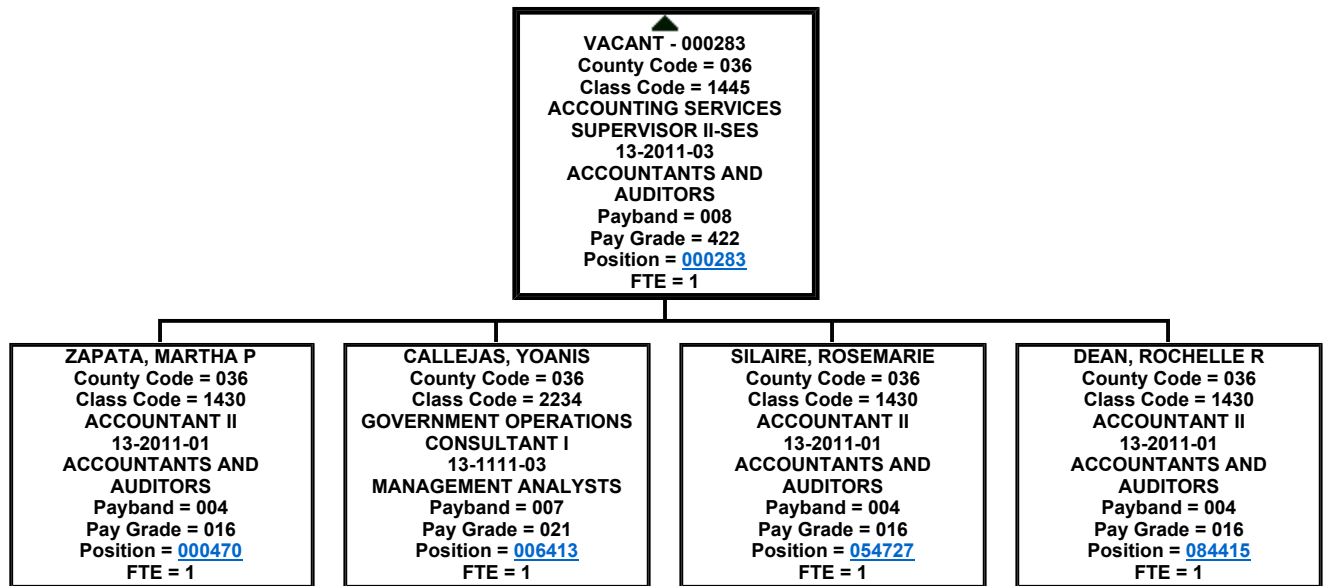 VACANT - 000283
County Code = 036
Class Code = 1445
ACCOUNTING SERVICES
SUPERVISOR II-SES
13-2011-03
ACCOUNTANTS AND
AUDITORS
Payband = 008
Pay Grade = 422
Position = 000283
FTE = 1
ZAPATA, MARTHA P
County Code = 036
Class Code = 1430
ACCOUNTANT II
13-2011-01
ACCOUNTANTS AND
AUDITORS
Payband = 004
Pay Grade = 016
Position = 000470
FTE = 1
CALLEJAS, YOANIS
County Code = 036
Class Code = 2234
GOVERNMENT OPERATIONS
CONSULTANT I
13-1111-03
MANAGEMENT ANALYSTS
Payband = 007
Pay Grade = 021
Position = 006413
FTE = 1
SILAIRE, ROSEMARIE
County Code = 036
Class Code = 1430
ACCOUNTANT II
13-2011-01
ACCOUNTANTS AND
AUDITORS
Payband = 004
Pay Grade = 016
Position = 054727
FTE = 1
DEAN, ROCHELLE R
County Code = 036
Class Code = 1430
ACCOUNTANT II
13-2011-01
ACCOUNTANTS AND
AUDITORS
Payband = 004
Pay Grade = 016
Position = 084415
FTE = 1